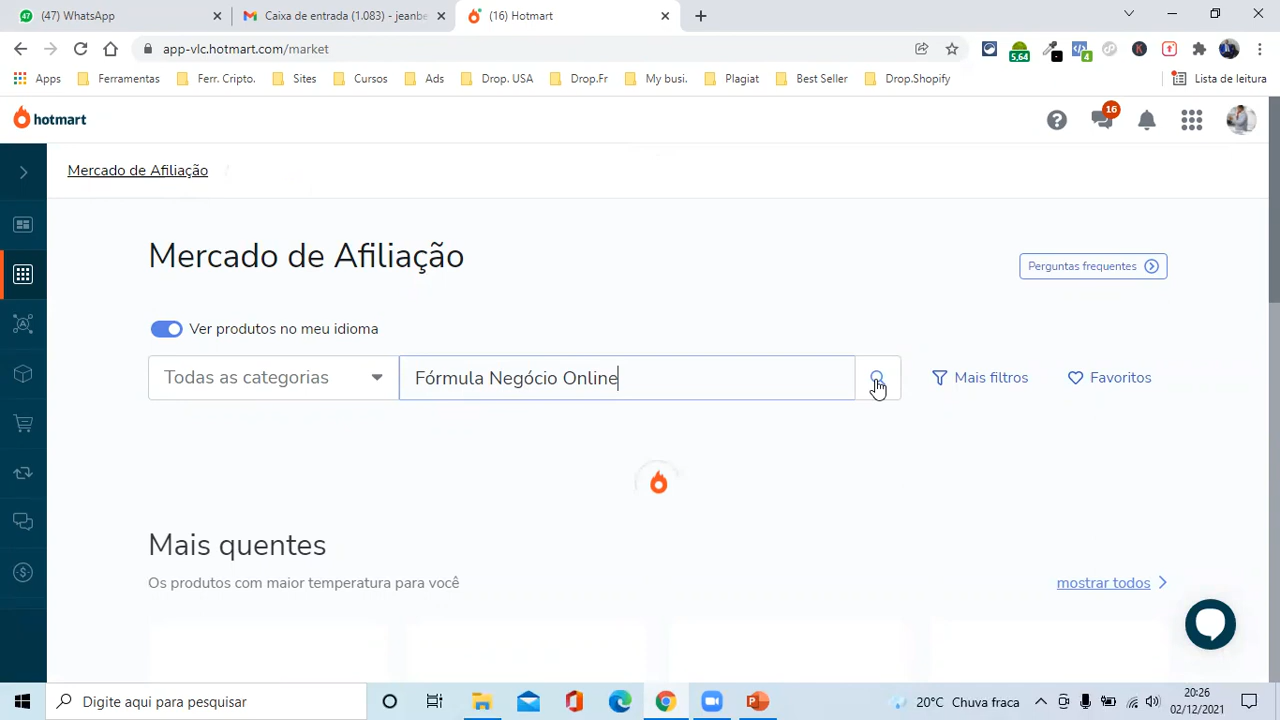 (47) WhatsApp
Caixa de entrada (1.083) - jeanbe
(16) Hotmart
app-vlc.hotmart.com/market
5,64
4
K
Apps
Ferramentas
Ferr. Cripto.
Sites
Cursos
Ads
Drop. USA
Drop.Fr
My busi.
Plagiat
Best Seller
Drop.Shopify
Lista de leitura
hotmart
16
Mercado de Afiliação /
Mercado de Afiliação
Perguntas frequentes
Ver produtos no meu idioma
Todas as categorias
Fórmula Negócio Online
Mais filtros
Favoritos
Mais quentes
Os produtos com maior temperatura para você
mostrar todos
Digite aqui para pesquisar
20°C Chuva fraca
20:26
02/12/2021